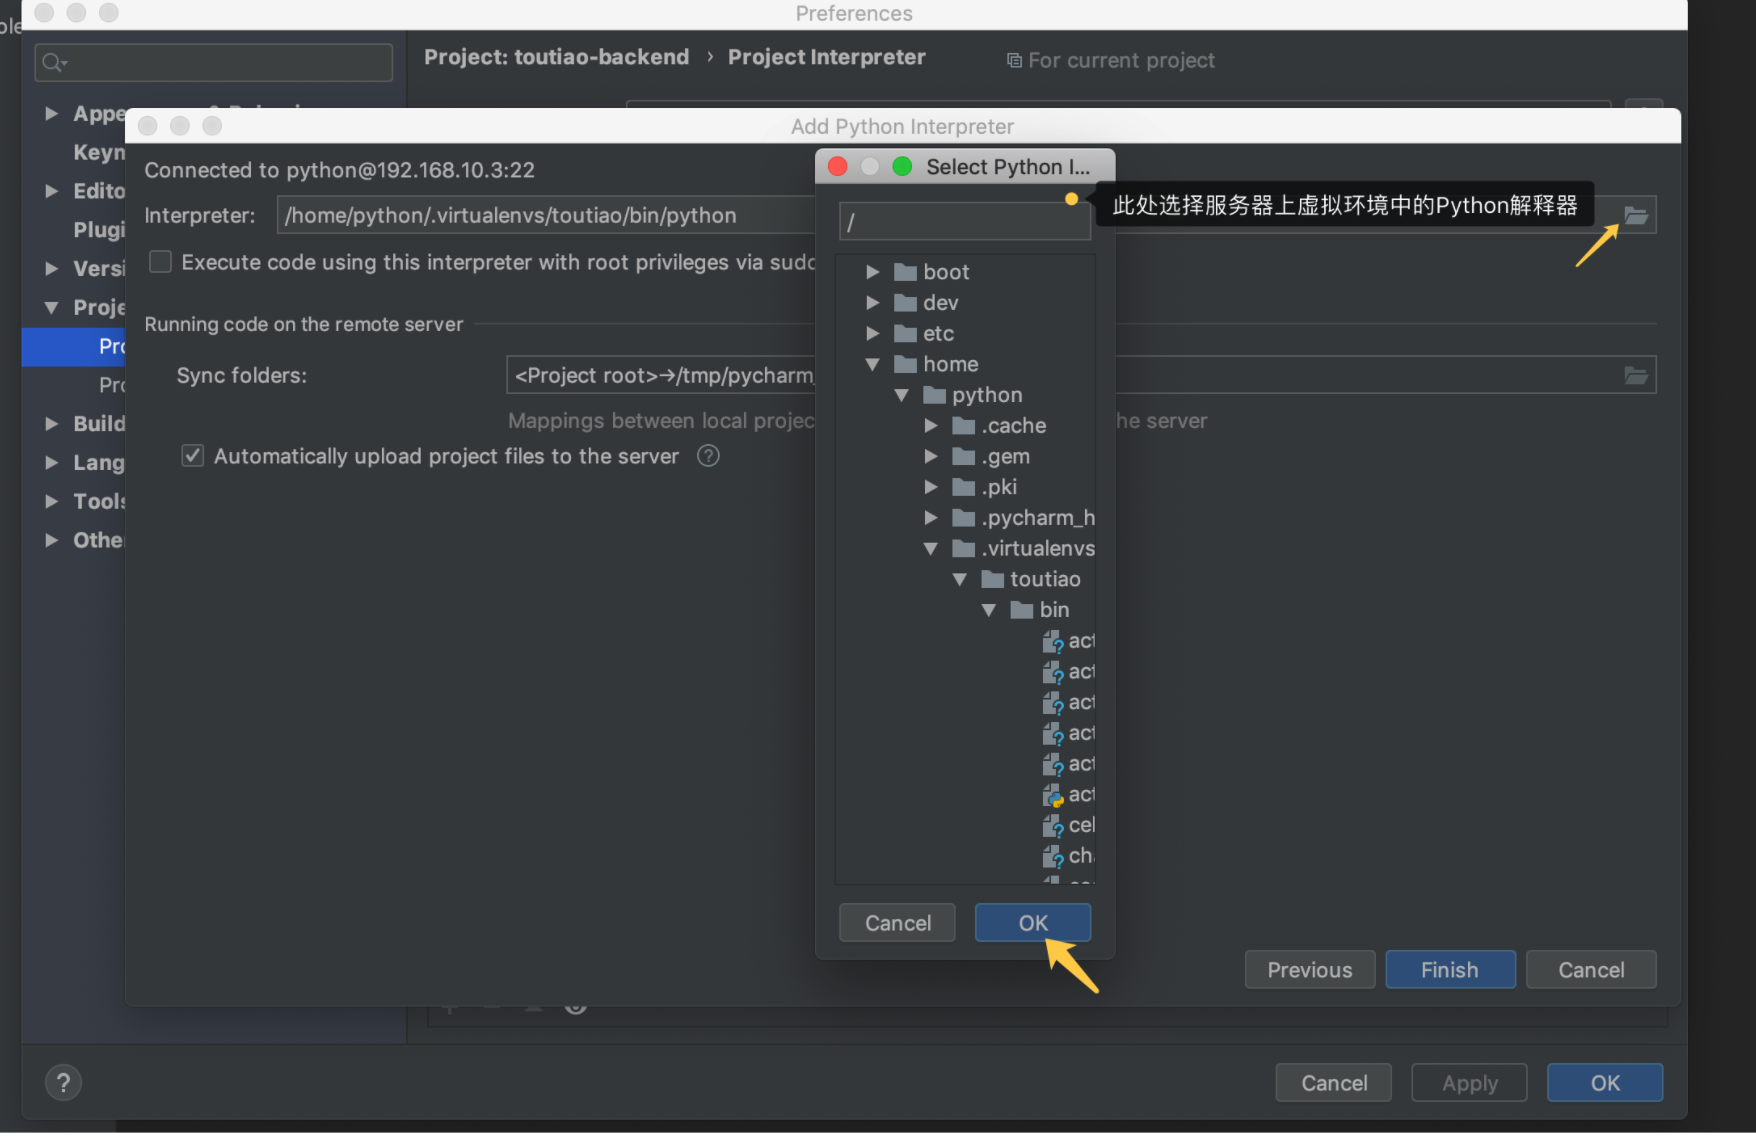 Preferences
Project: toutiao-backend › Project Interpreter
For current project
Appe
Keyn
Edito
Plugi
Versi
Proje
Pro
Pro
Build
Lang
Tools
Othe
Add Python Interpreter
Connected to python@192.168.10.3:22
Interpreter: /home/python/.virtualenvs/toutiao/bin/python
Execute code using this interpreter with root privileges via sudo
Running code on the remote server
Sync folders: <Project root>→/tmp/pycharm_
Mappings between local projec
he server
Automatically upload project files to the server ?
Select Python I...
此处选择服务器上虚拟环境中的Python解释器
/
boot
dev
etc
home
python
.cache
.gem
.pki
.pycharm_h
.virtualenvs
toutiao
bin
act
act
act
act
act
act
cel
cha
Cancel OK
Previous Finish Cancel
? Cancel Apply OK